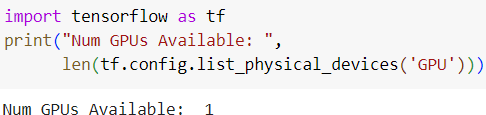 import tensorflow as tf
print("Num GPUs Available: ",
      len(tf.config.list_physical_devices('GPU')))
Num GPUs Available:  1